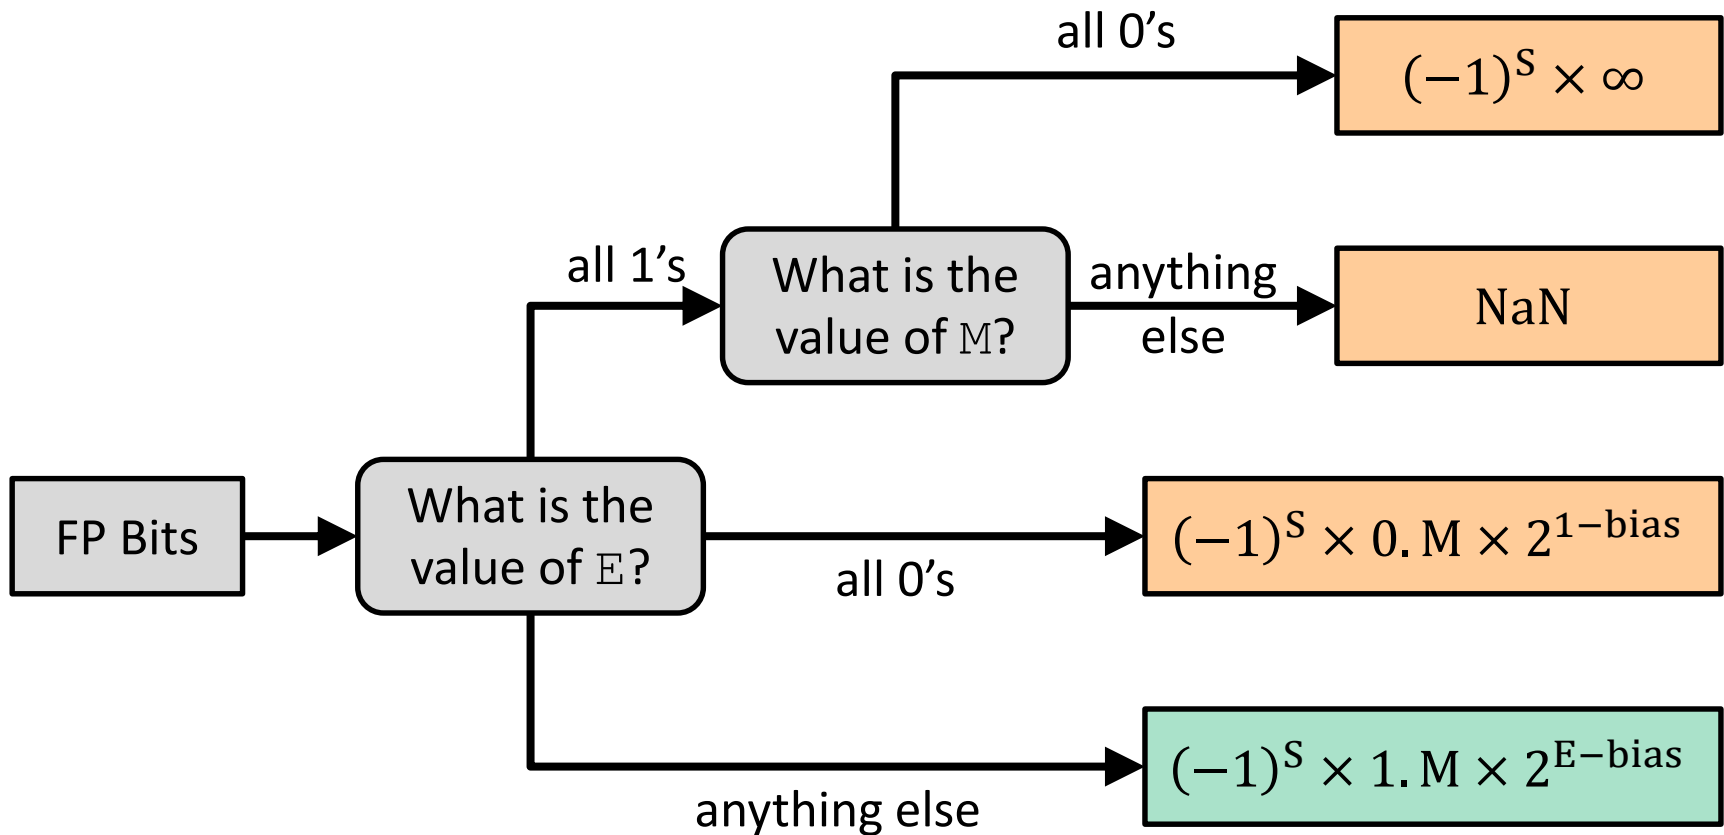 all 0's
(−1)^S × ∞
all 1's
What is the
value of M?
anything
else
NaN
FP Bits
What is the
value of E?
all 0's
(−1)^S × 0.M × 2^{1−bias}
anything else
(−1)^S × 1.M × 2^{E−bias}